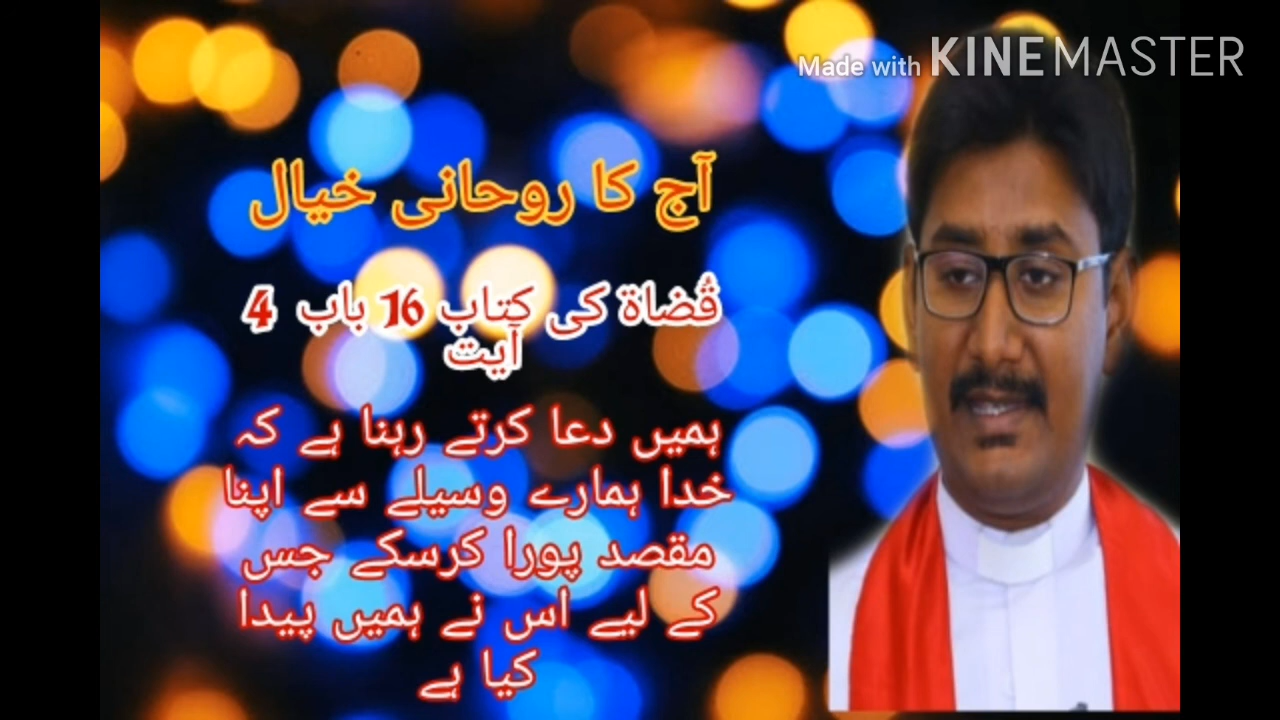 Made with KINEMASTER
آج کا روحانی خیال
قُضاۃ کی کتاب 16 باب 4
آیت
ہمیں دعا کرتے رہنا ہے کہ
خدا ہمارے وسیلے سے اپنا
مقصد پورا کرسکے جس
کے لیے اس نے ہمیں پیدا
کیا ہے